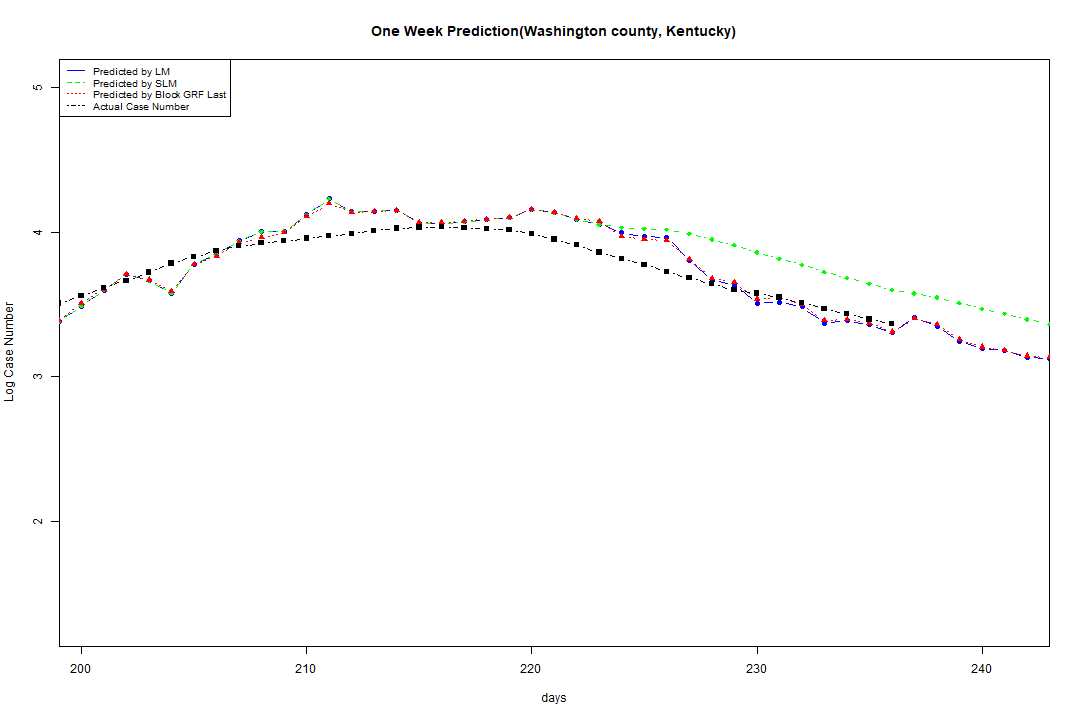 One Week Prediction(Washington county, Kentucky)
Predicted by LM
Predicted by SLM
Predicted by Block GRF Last
Actual Case Number
5
4
3
2
Log Case Number
200 210 220 230 240
days